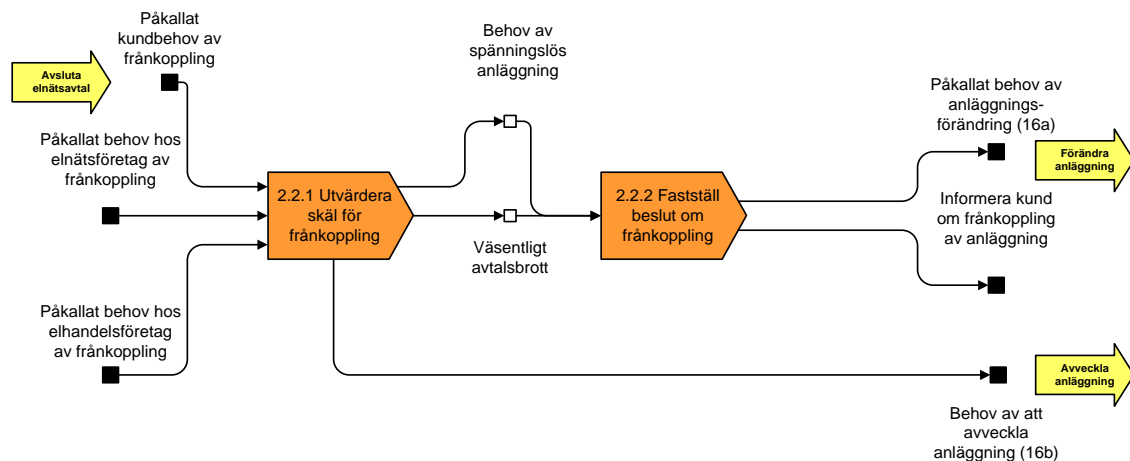 Påkallat
kundbehov av
frånkoppling
Avsluta
elnätsavtal
Påkallat behov hos
elnätsföretag av
frånkoppling
Påkallat behov hos
elhandelsföretag
av frånkoppling
2.2.1 Utvärdera
skäl för
frånkoppling
Behov av
spänningslös
anläggning
Väsentligt
avtalsbrott
2.2.2 Fastställ
beslut om
frånkoppling
Påkallat behov av
anläggnings-
förändring (16a)
Förändra
anläggning
Informera kund
om frånkoppling
av anläggning
Avveckla
anläggning
Behov av att
avveckla
anläggning (16b)